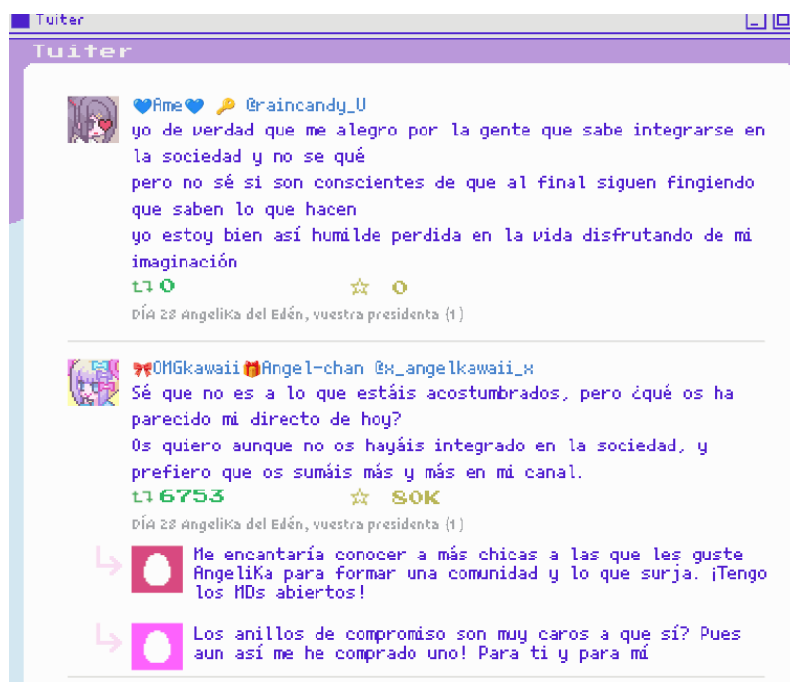 Tuiter
Tuiter
💙Ame💙 🔑 @raincandy_U
yo de verdad que me alegro por la gente que sabe integrarse en
la sociedad y no se qué
pero no sé si son conscientes de que al final siguen fingiendo
que saben lo que hacen
yo estoy bien así humilde perdida en la vida disfrutando de mi
imaginación
0 0
DÍA 28 AngeliKa del Edén, vuestra presidenta (1)
🎀OMGkawaii🎁Angel-chan @x_angelkawaii_x
Sé que no es a lo que estáis acostumbrados, pero ¿qué os ha
parecido mi directo de hoy?
Os quiero aunque no os hayáis integrado en la sociedad, y
prefiero que os sumáis más y más en mi canal.
6753 80K
DÍA 28 AngeliKa del Edén, vuestra presidenta (1)
Me encantaría conocer a más chicas a las que les guste
AngeliKa para formar una comunidad y lo que surja. ¡Tengo
los MDs abiertos!
Los anillos de compromiso son muy caros a que sí? Pues
aun así me he comprado uno! Para ti y para mí